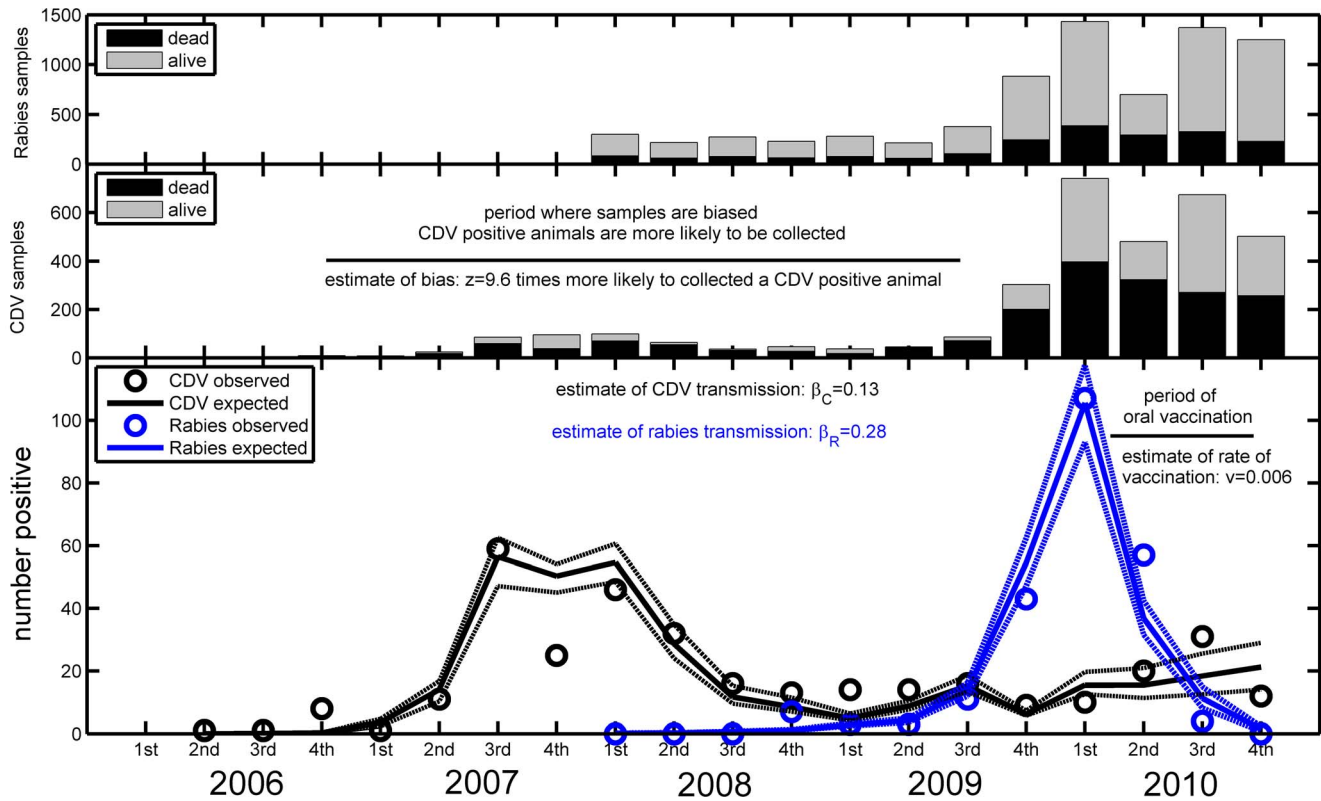 Rabies samples
1500
1000
500
0
dead
alive
CDV samples
600
400
200
0
dead
alive
period where samples are biased
CDV positive animals are more likely to be collected
estimate of bias: z=9.6 times more likely to collected a CDV positive animal
number positive
100
80
60
40
20
0
CDV observed
CDV expected
Rabies observed
Rabies expected
estimate of CDV transmission: βC=0.13
estimate of rabies transmission: βR=0.28
period of
oral vaccination
estimate of rate of
vaccination: v=0.006
1st 2nd 3rd 4th 1st 2nd 3rd 4th 1st 2nd 3rd 4th 1st 2nd 3rd 4th 1st 2nd 3rd 4th
2006 2007 2008 2009 2010